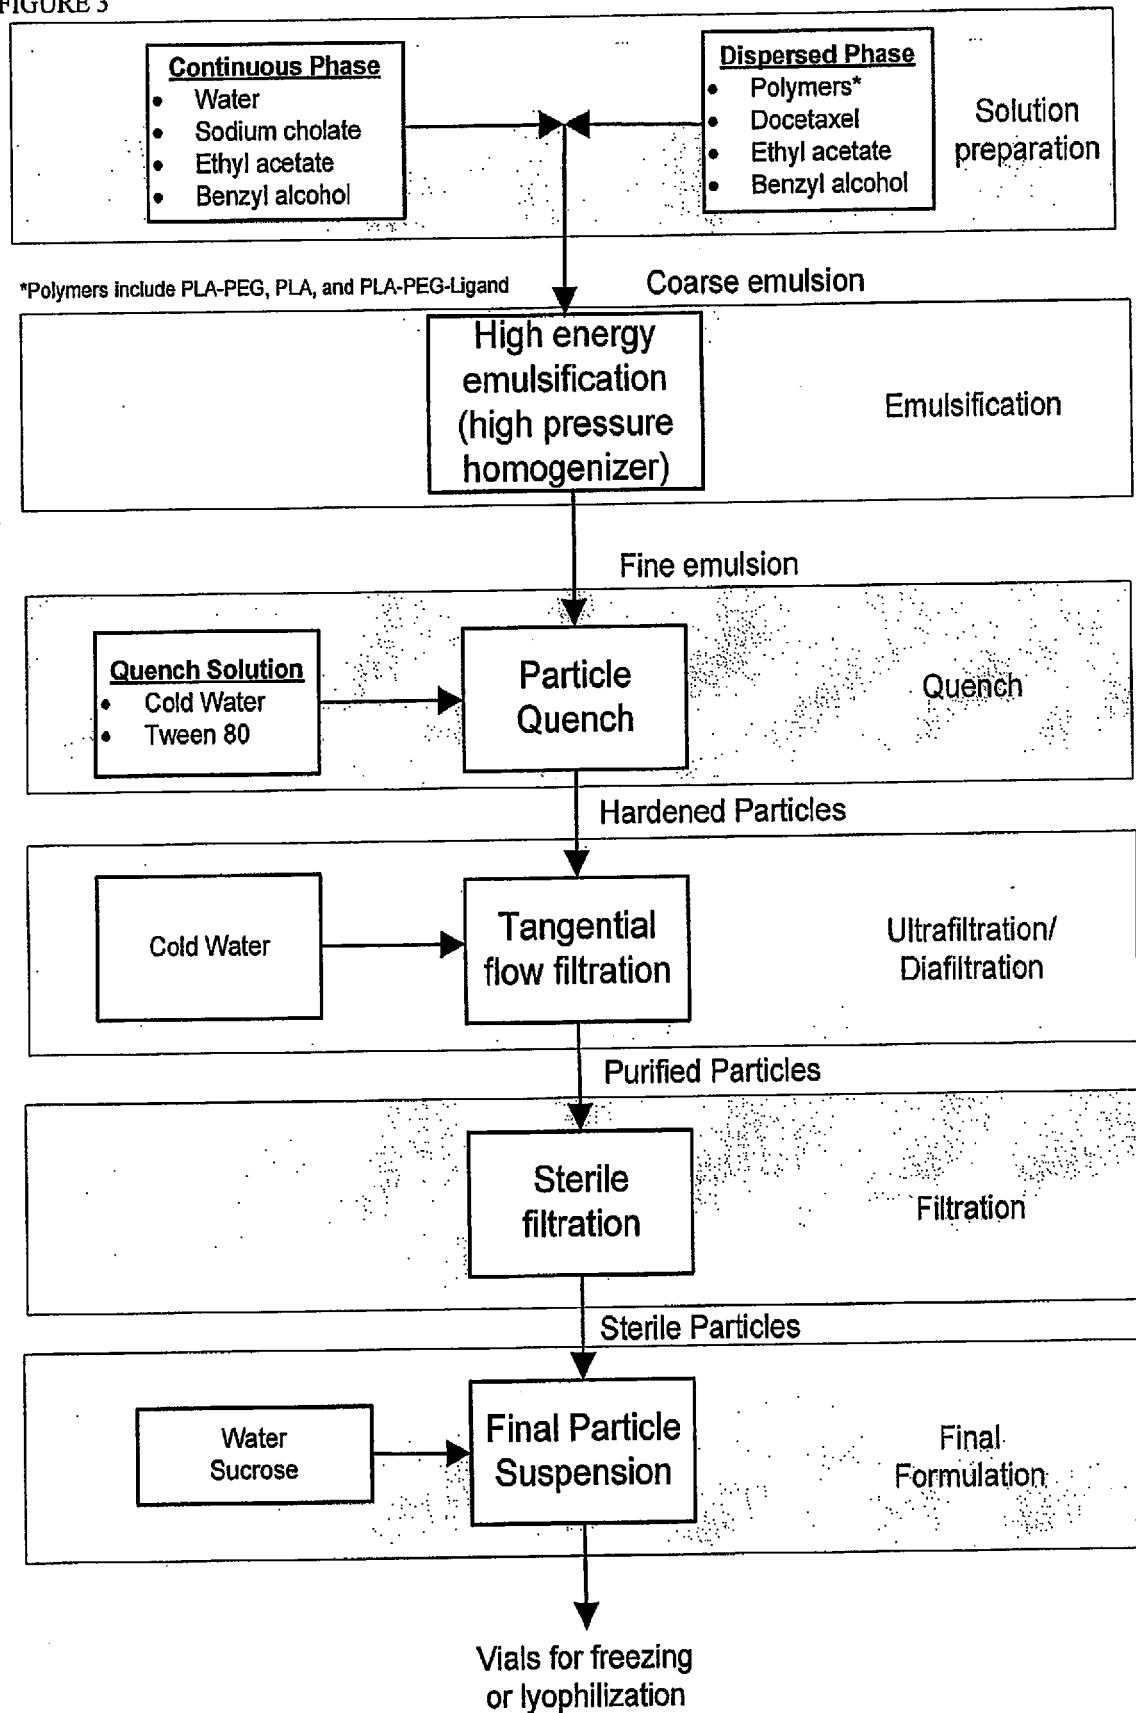 FIGURE 3
Continuous Phase
• Water
• Sodium cholate
• Ethyl acetate
• Benzyl alcohol
Dispersed Phase
• Polymers*
• Docetaxel
• Ethyl acetate
• Benzyl alcohol
Solution
preparation
*Polymers include PLA-PEG, PLA, and PLA-PEG-Ligand
Coarse emulsion
High energy
emulsification
(high pressure
homogenizer)
Emulsification
Fine emulsion
Quench Solution
• Cold Water
• Tween 80
Particle
Quench
Quench
Hardened Particles
Cold Water
Tangential
flow filtration
Ultrafiltration/
Diafiltration
Purified Particles
Sterile
filtration
Filtration
Sterile Particles
Water
Sucrose
Final Particle
Suspension
Final
Formulation
Vials for freezing
or lyophilization